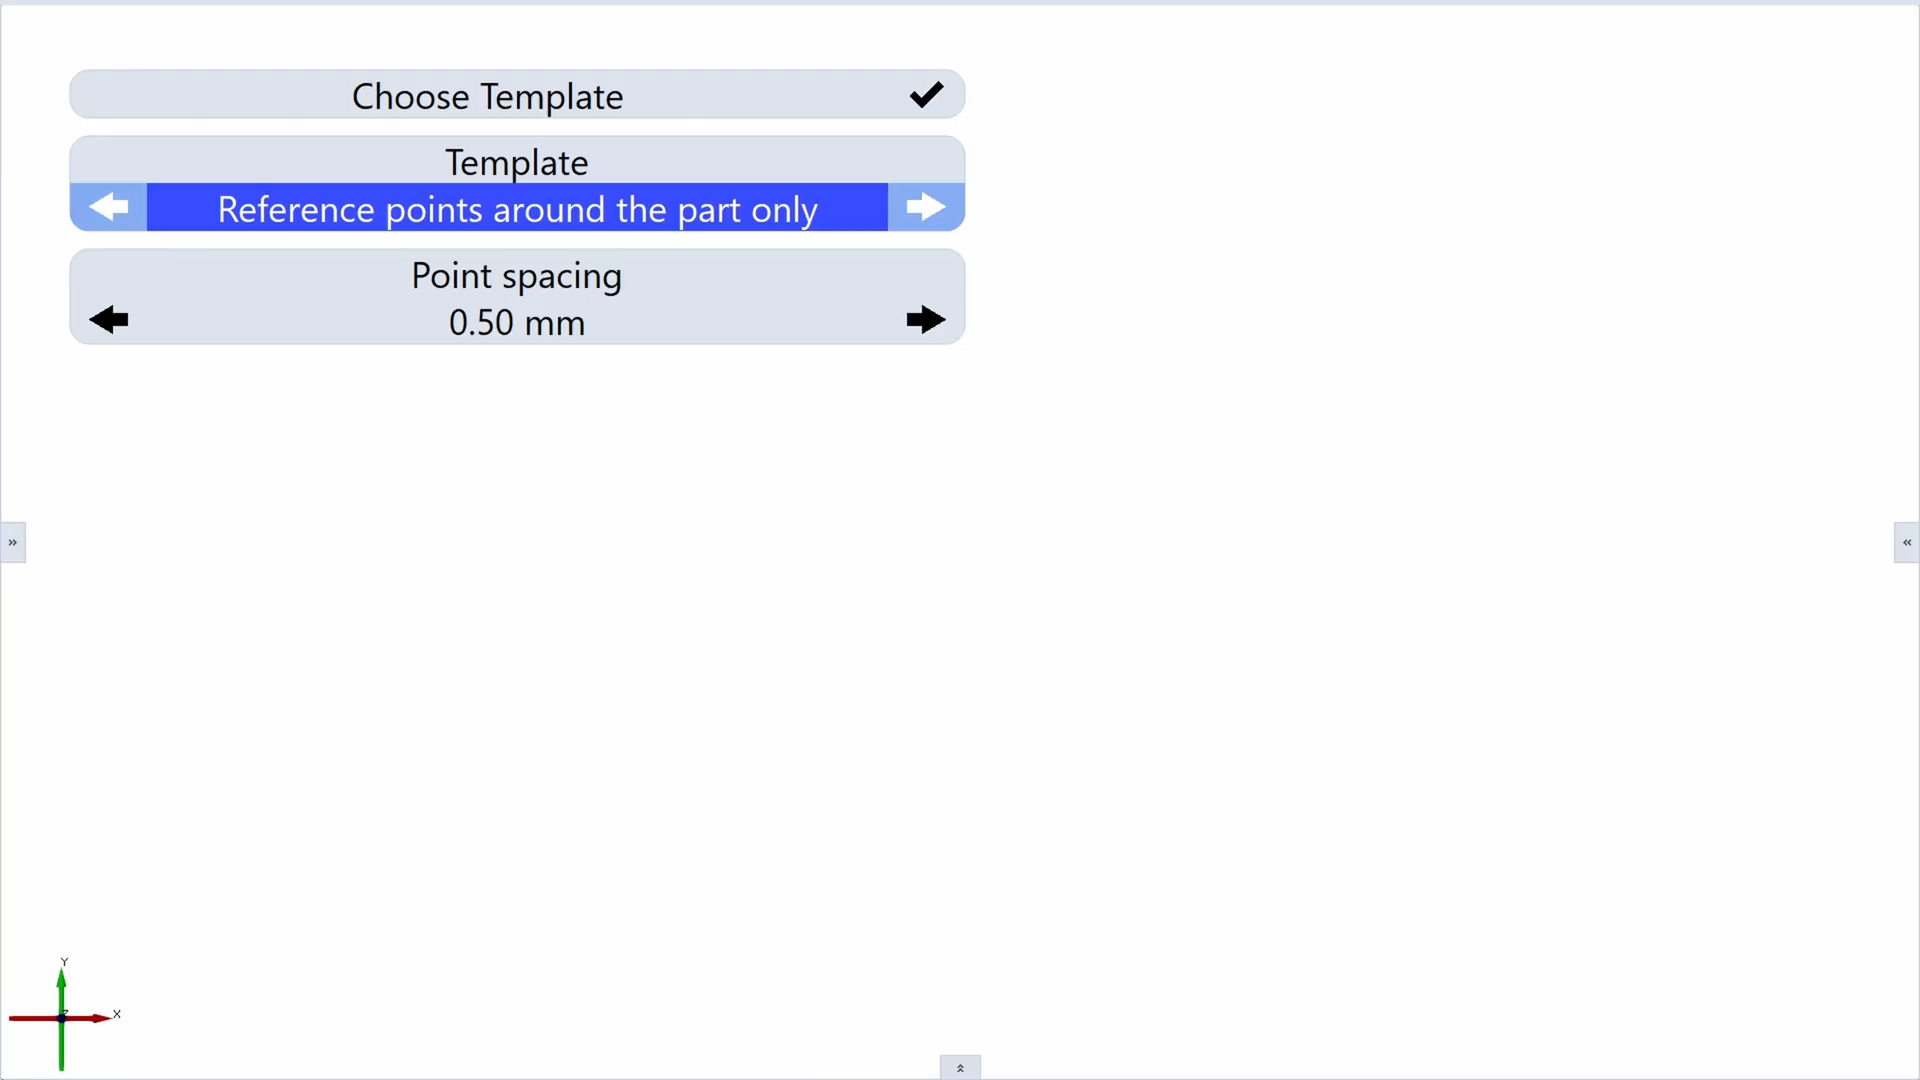 Choose Template
Template
Reference points around the part only
Point spacing
0.50 mm
»
«
Y
Z
X